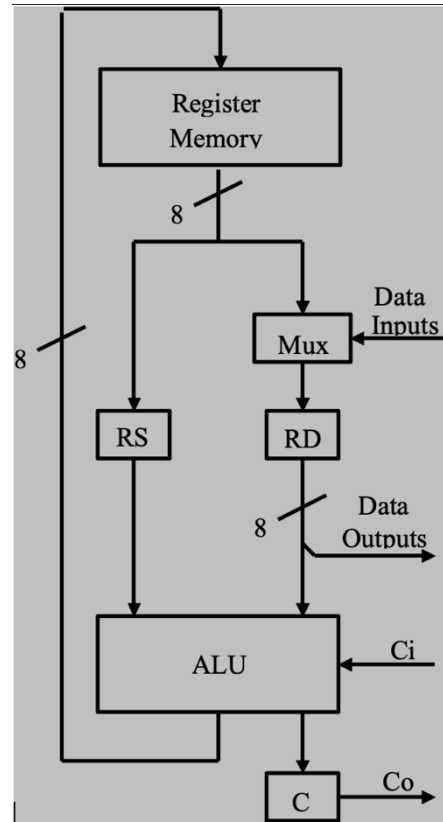 Register
Memory
8
Data
Inputs
8
Mux
RS
RD
8
Data
Outputs
ALU
Ci
C
Co